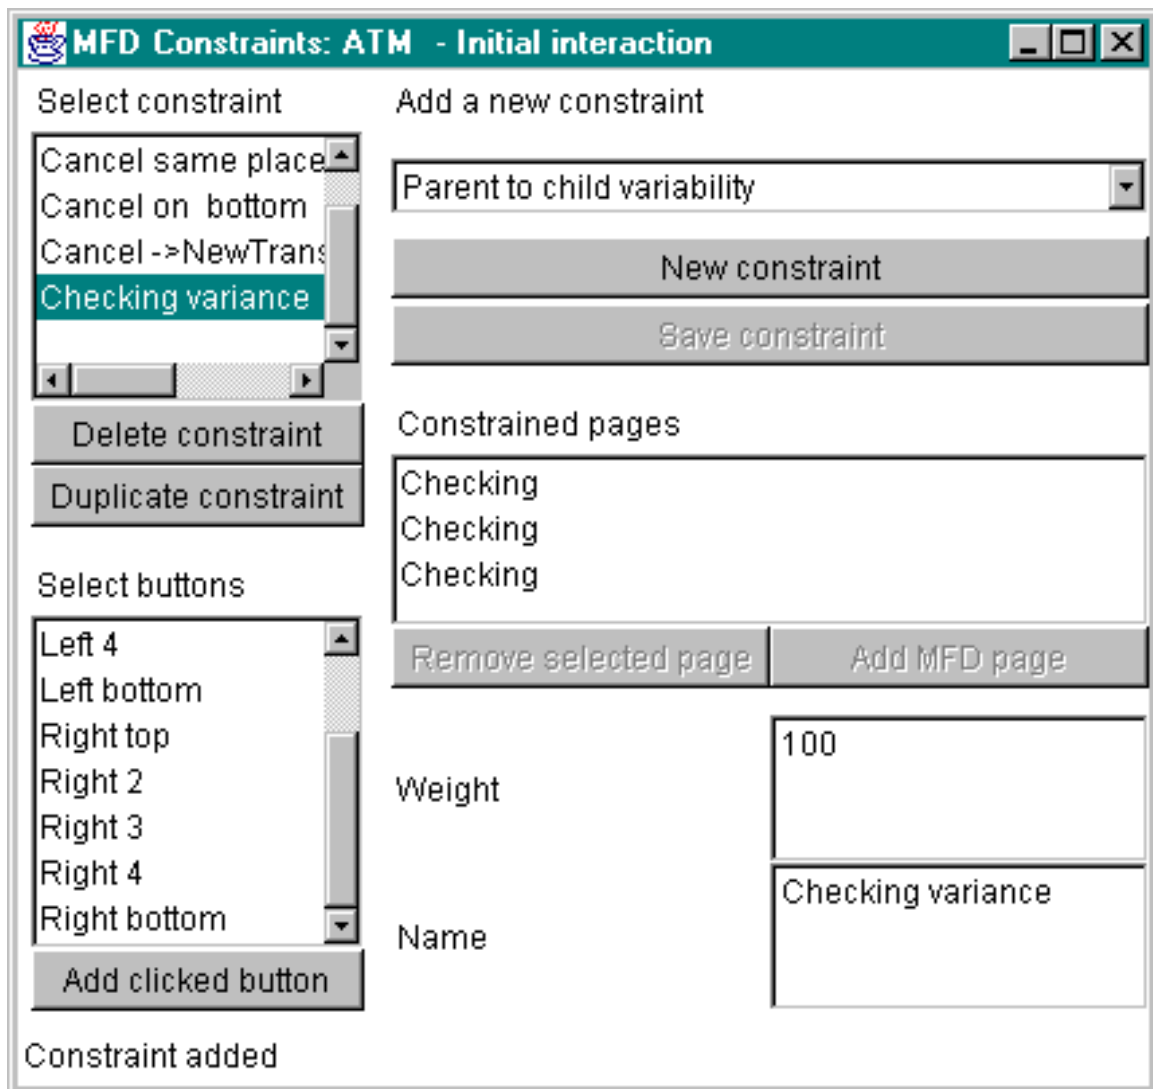 MFD Constraints: ATM  - Initial interaction
Select constraint
Cancel same place
Cancel on  bottom
Cancel ->NewTrans
Checking variance
Delete constraint
Duplicate constraint
Select buttons
Left 4
Left bottom
Right top
Right 2
Right 3
Right 4
Right bottom
Add clicked button
Add a new constraint
Parent to child variability
New constraint
Save constraint
Constrained pages
Checking
Checking
Checking
Remove selected page
Add MFD page
Weight
100
Name
Checking variance
Constraint added